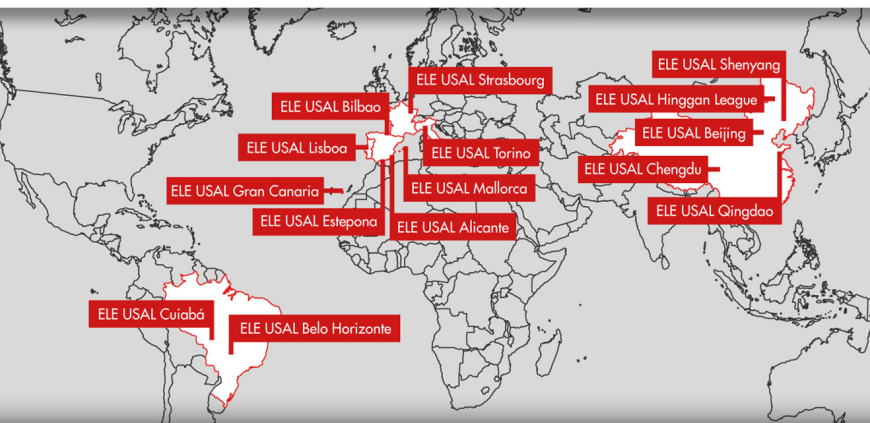 ELE USAL Shenyang
ELE USAL Strasbourg
ELE USAL Hinggan League
ELE USAL Bilbao
ELE USAL Beijing
ELE USAL Lisboa
ELE USAL Torino
ELE USAL Chengdu
ELE USAL Gran Canaria
ELE USAL Mallorca
ELE USAL Qingdao
ELE USAL Estepona
ELE USAL Alicante
ELE USAL Cuiabá
ELE USAL Belo Horizonte